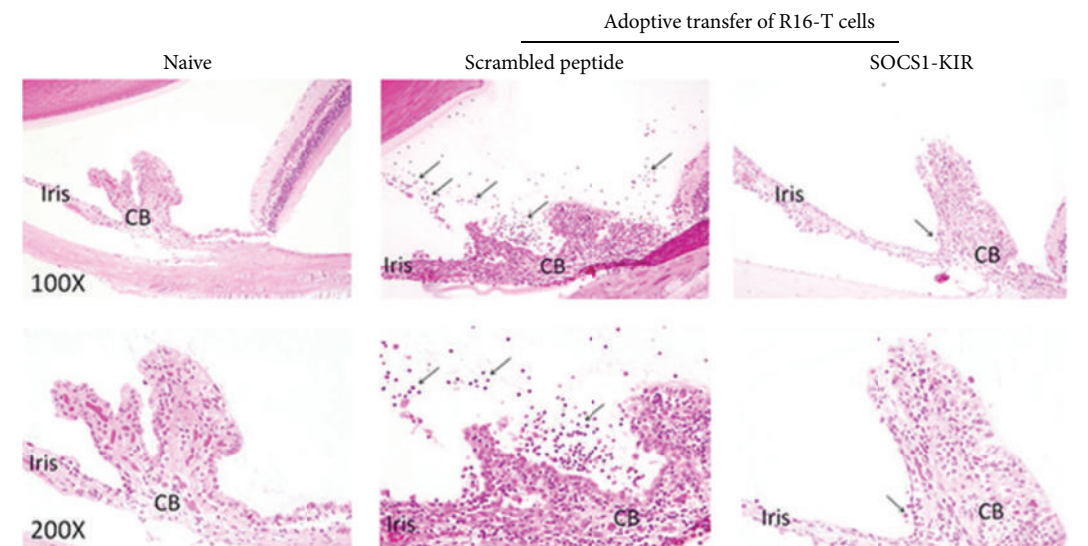 Adoptive transfer of R16-T cells
Naive
Scrambled peptide
SOCS1-KIR
Iris
CB
100X
Iris
CB
Iris
CB
Iris
CB
200X
Iris
CB
Iris
CB